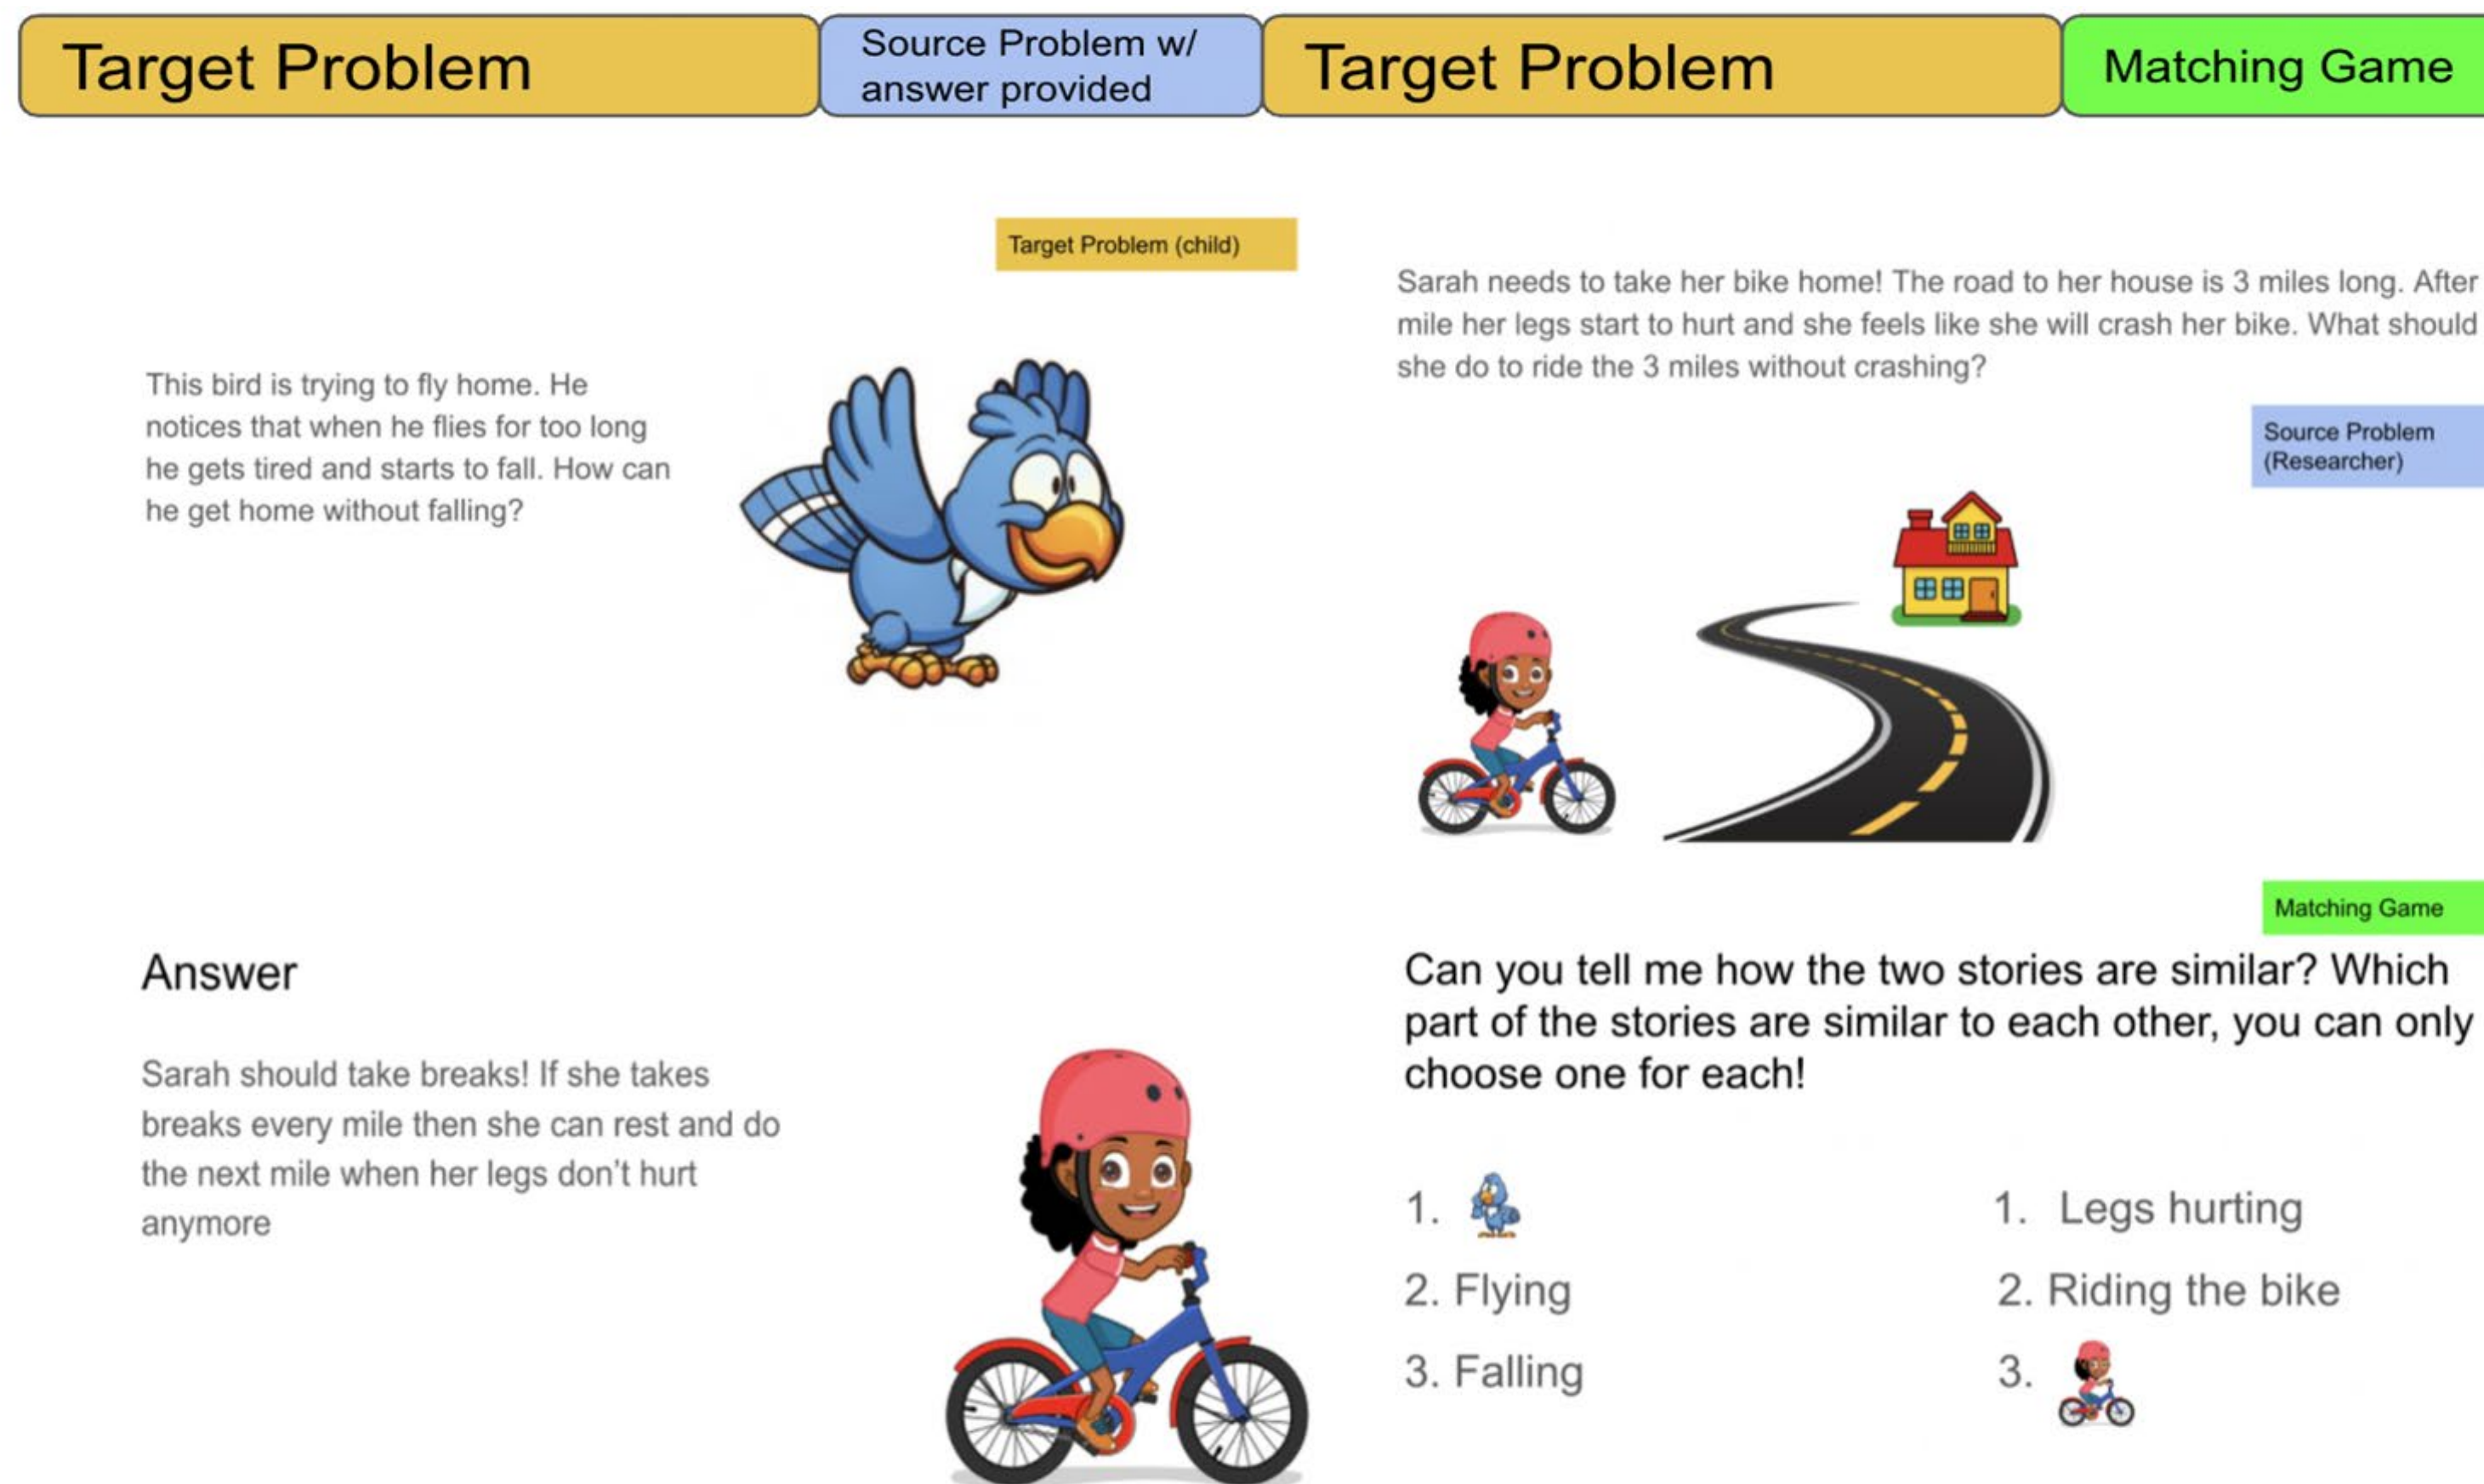 Target Problem
Source Problem w/
answer provided
Target Problem
Matching Game
Target Problem (child)
This bird is trying to fly home. He
notices that when he flies for too long
he gets tired and starts to fall. How can
he get home without falling?
Sarah needs to take her bike home! The road to her house is 3 miles long. After
mile her legs start to hurt and she feels like she will crash her bike. What should
she do to ride the 3 miles without crashing?
Source Problem
(Researcher)
Answer
Sarah should take breaks! If she takes
breaks every mile then she can rest and do
the next mile when her legs don't hurt
anymore
Matching Game
Can you tell me how the two stories are similar? Which
part of the stories are similar to each other, you can only
choose one for each!
1.
2. Flying
3. Falling
1. Legs hurting
2. Riding the bike
3.